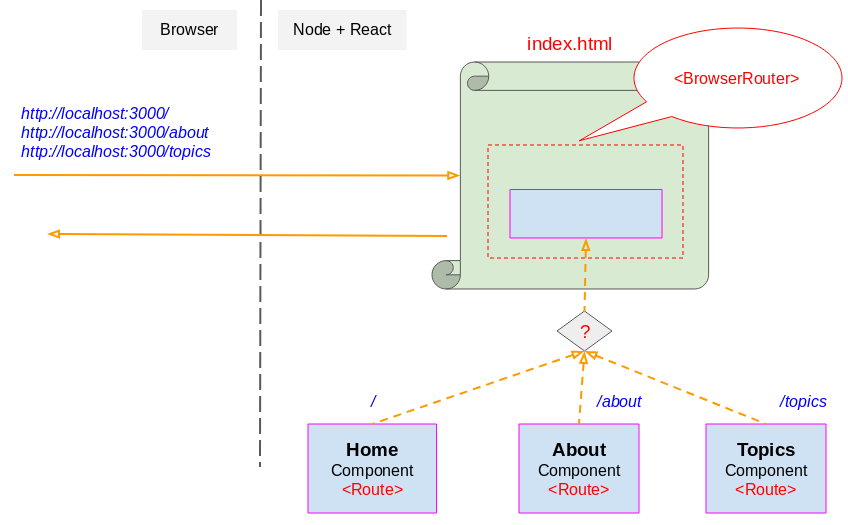 Browser
Node + React
index.html
<BrowserRouter>
http://localhost:3000/
http://localhost:3000/about
http://localhost:3000/topics
?
/
/about
/topics
Home
Component
<Route>
About
Component
<Route>
Topics
Component
<Route>